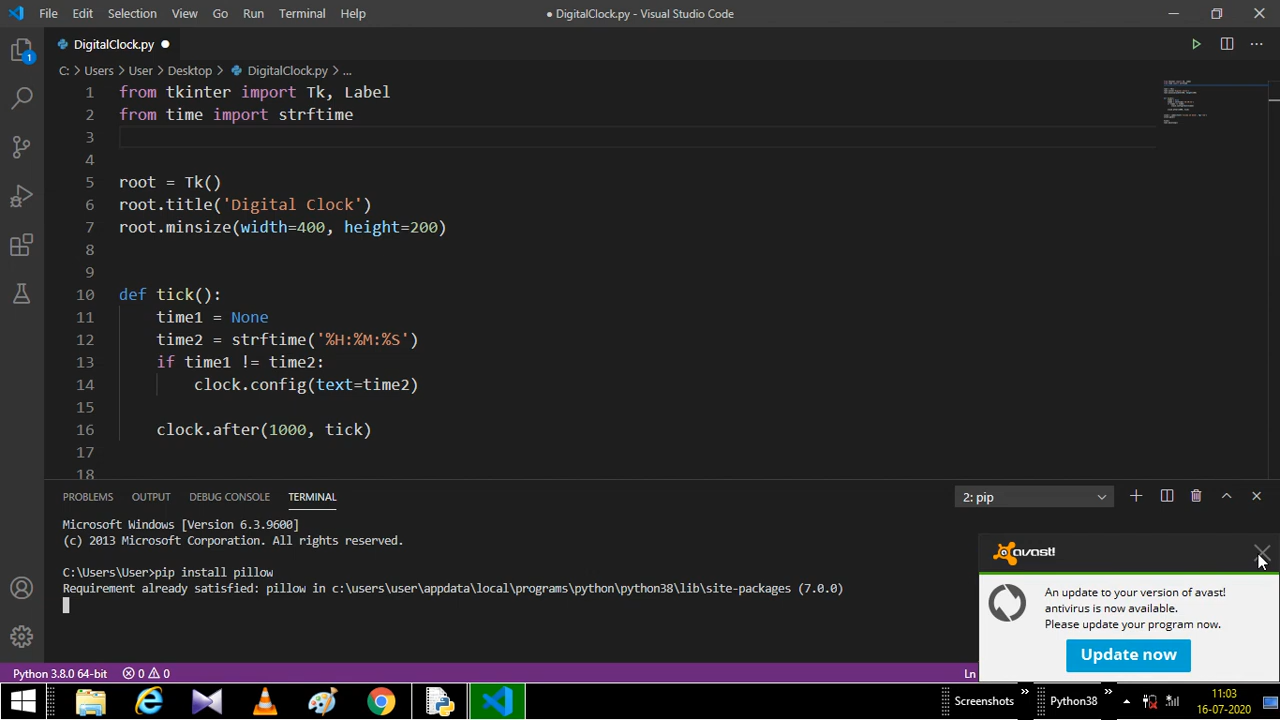 File Edit Selection View Go Run Terminal Help
● DigitalClock.py - Visual Studio Code
DigitalClock.py ●
C: > Users > User > Desktop > DigitalClock.py > ...
1 from tkinter import Tk, Label
2 from time import strftime
3
4
5 root = Tk()
6 root.title('Digital Clock')
7 root.minsize(width=400, height=200)
8
9
10 def tick():
11 time1 = None
12 time2 = strftime('%H:%M:%S')
13 if time1 != time2:
14 clock.config(text=time2)
15
16 clock.after(1000, tick)
17
18
PROBLEMS OUTPUT DEBUG CONSOLE TERMINAL
2: pip
Microsoft Windows [Version 6.3.9600]
(c) 2013 Microsoft Corporation. All rights reserved.
C:\Users\User>pip install pillow
Requirement already satisfied: pillow in c:\users\user\appdata\local\programs\python\python38\lib\site-packages (7.0.0)
avast!
An update to your version of avast!
antivirus is now available.
Please update your program now.
Update now
1
Python 3.8.0 64-bit 0 0 Ln
Screenshots » Python38 »
11:03
16-07-2020